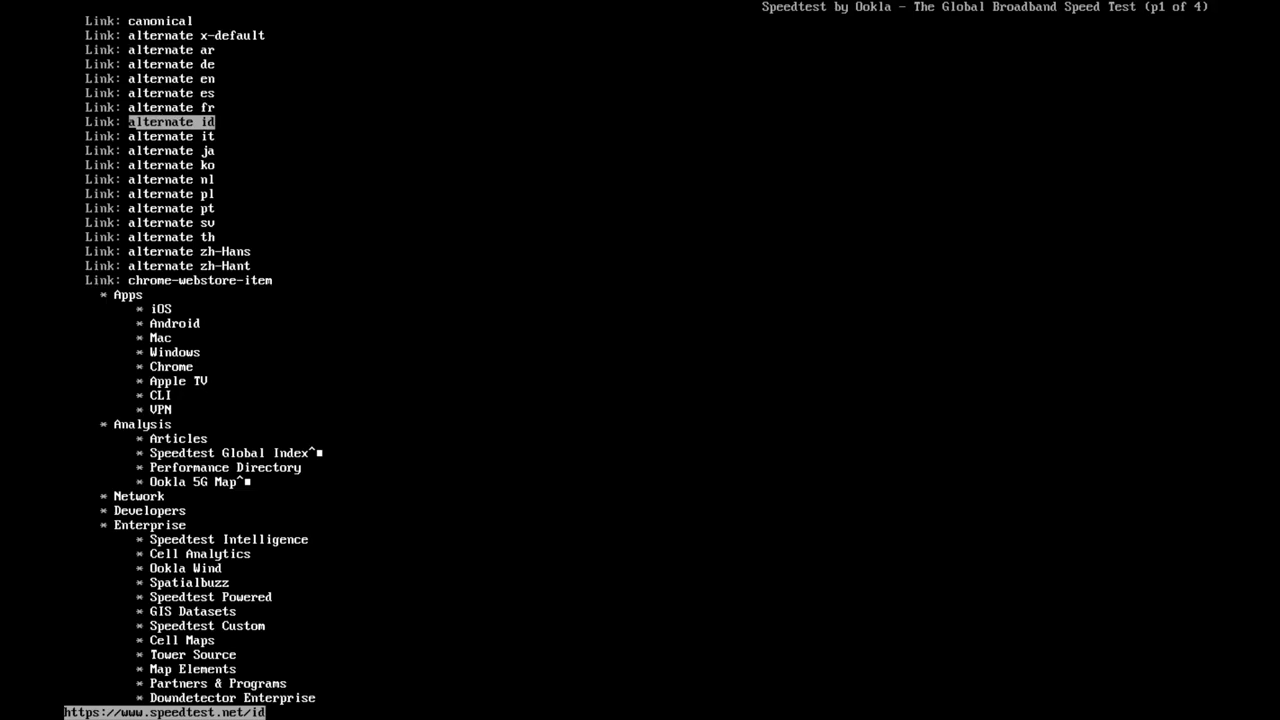 Speedtest by Ookla - The Global Broadband Speed Test (p1 of 4)
Link: canonical
Link: alternate x-default
Link: alternate ar
Link: alternate de
Link: alternate en
Link: alternate es
Link: alternate fr
Link: alternate id
Link: alternate it
Link: alternate ja
Link: alternate ko
Link: alternate nl
Link: alternate pl
Link: alternate pt
Link: alternate sv
Link: alternate th
Link: alternate zh-Hans
Link: alternate zh-Hant
Link: chrome-webstore-item
* Apps
* iOS
* Android
* Mac
* Windows
* Chrome
* Apple TV
* CLI
* VPN
* Analysis
* Articles
* Speedtest Global Index^■
* Performance Directory
* Ookla 5G Map^■
* Network
* Developers
* Enterprise
* Speedtest Intelligence
* Cell Analytics
* Ookla Wind
* Spatialbuzz
* Speedtest Powered
* GIS Datasets
* Speedtest Custom
* Cell Maps
* Tower Source
* Map Elements
* Partners & Programs
* Downdetector Enterprise
https://www.speedtest.net/id